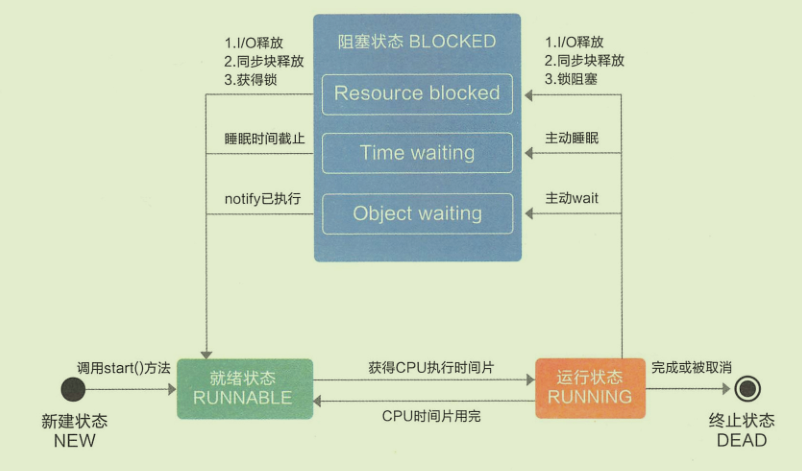 阻塞状态 BLOCKED
1.I/O释放
2.同步块释放
3.获得锁
1.I/O释放
2.同步块释放
3.锁阻塞
Resource blocked
睡眠时间截止
Time waiting
主动睡眠
notify已执行
Object waiting
主动wait
调用start()方法
就绪状态
RUNNABLE
获得CPU执行时间片
CPU时间片用完
运行状态
RUNNING
完成或被取消
新建状态
NEW
终止状态
DEAD